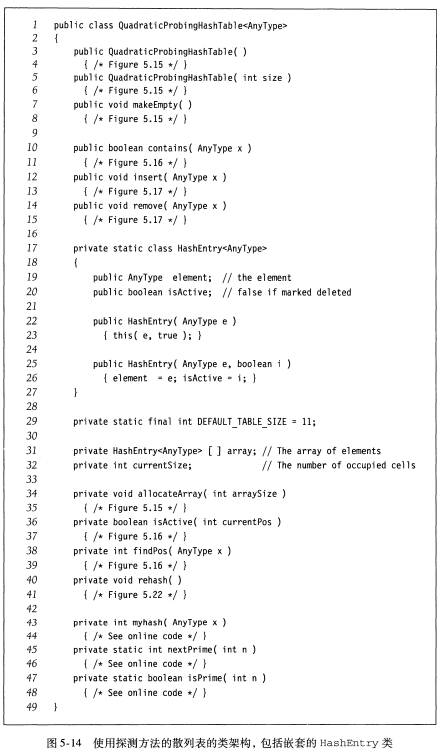 1 public class QuadraticProbingHashTable<AnyType>
2 {
3     public QuadraticProbingHashTable( )
4       { /* Figure 5.15 */ }
5     public QuadraticProbingHashTable( int size )
6       { /* Figure 5.15 */ }
7     public void makeEmpty( )
8       { /* Figure 5.15 */ }
9
10     public boolean contains( AnyType x )
11       { /* Figure 5.16 */ }
12     public void insert( AnyType x )
13       { /* Figure 5.17 */ }
14     public void remove( AnyType x )
15       { /* Figure 5.17 */ }
16
17     private static class HashEntry<AnyType>
18     {
19         public AnyType  element;  // the element
20         public boolean isActive;  // false if marked deleted
21
22         public HashEntry( AnyType e )
23           { this( e, true ); }
24
25         public HashEntry( AnyType e, boolean i )
26           { element  = e; isActive = i; }
27     }
28
29     private static final int DEFAULT_TABLE_SIZE = 11;
30
31     private HashEntry<AnyType> [ ] array; // The array of elements
32     private int currentSize;              // The number of occupied cells
33
34     private void allocateArray( int arraySize )
35       { /* Figure 5.15 */ }
36     private boolean isActive( int currentPos )
37       { /* Figure 5.16 */ }
38     private int findPos( AnyType x )
39       { /* Figure 5.16 */ }
40     private void rehash( )
41       { /* Figure 5.22 */ }
42
43     private int myhash( AnyType x )
44       { /* See online code */ }
45     private static int nextPrime( int n )
46       { /* See online code */ }
47     private static boolean isPrime( int n )
48       { /* See online code */ }
49 }
图 5-14 使用探测方法的散列表的类架构，包括嵌套的 HashEntry 类